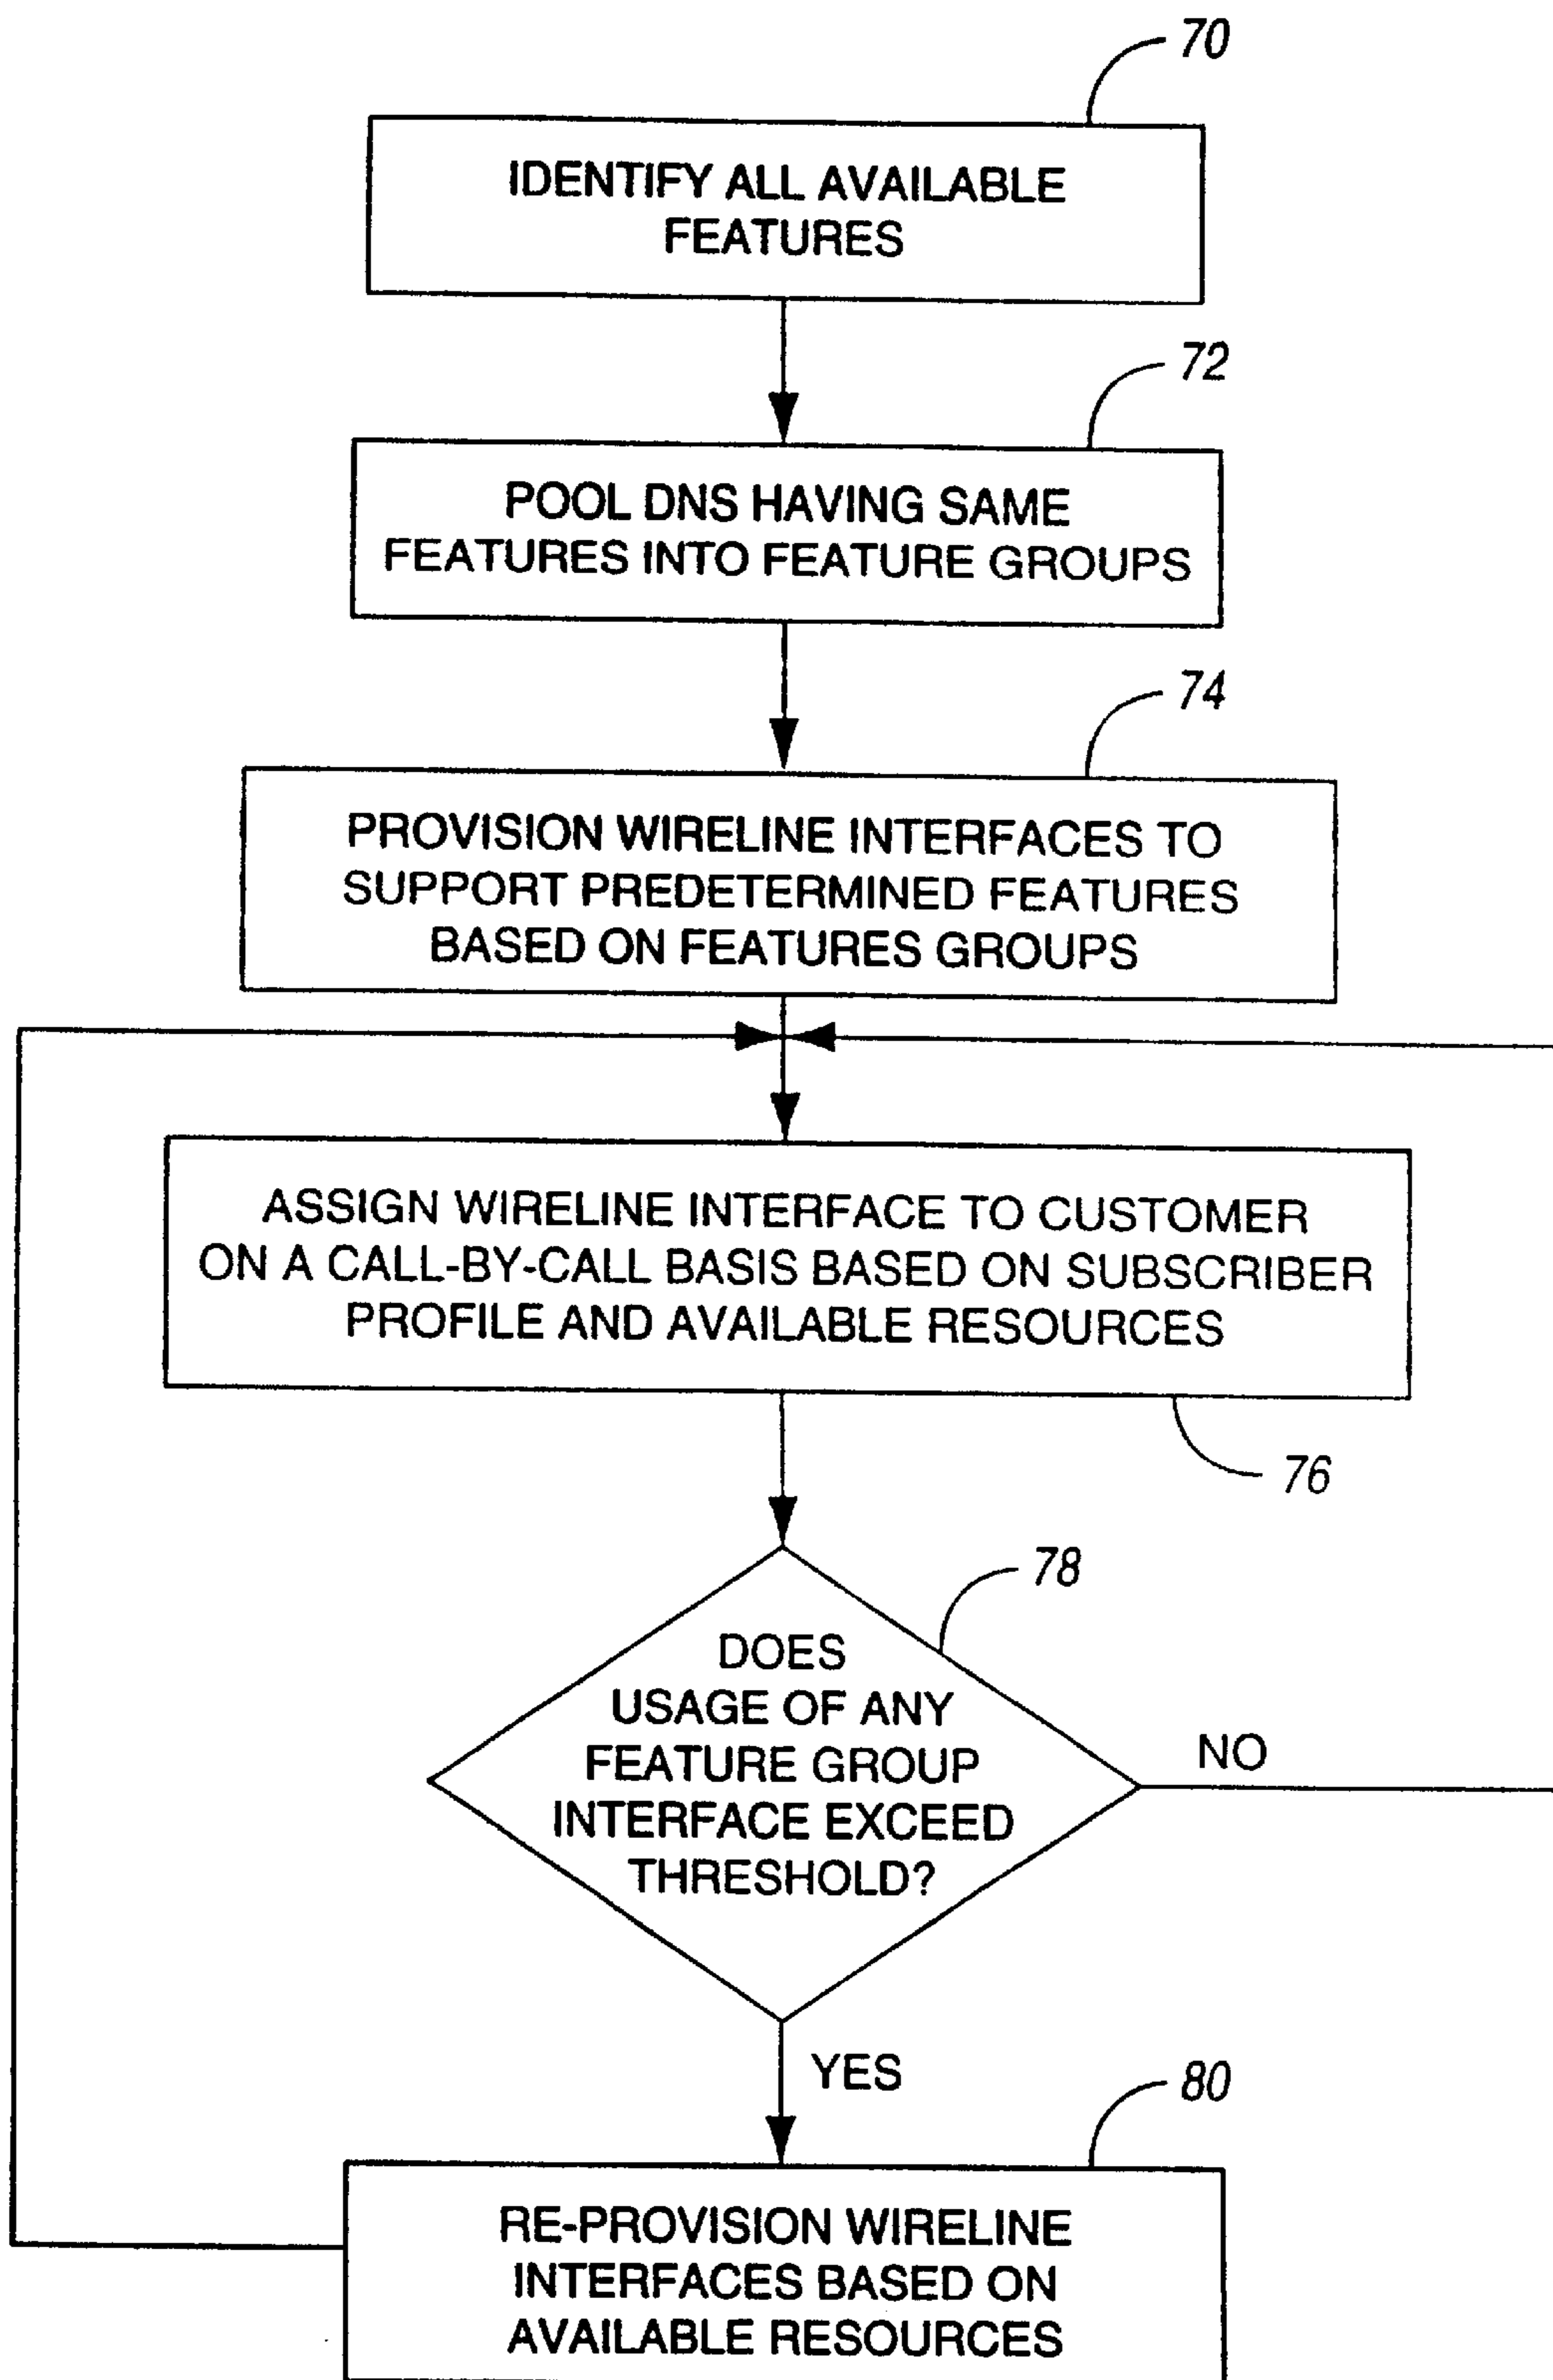 70
IDENTIFY ALL AVAILABLE
FEATURES
72
POOL DNS HAVING SAME
FEATURES INTO FEATURE GROUPS
74
PROVISION WIRELINE INTERFACES TO
SUPPORT PREDETERMINED FEATURES
BASED ON FEATURES GROUPS
ASSIGN WIRELINE INTERFACE TO CUSTOMER
ON A CALL-BY-CALL BASIS BASED ON SUBSCRIBER
PROFILE AND AVAILABLE RESOURCES
76
78
DOES
USAGE OF ANY
FEATURE GROUP
INTERFACE EXCEED
THRESHOLD?
NO
YES
80
RE-PROVISION WIRELINE
INTERFACES BASED ON
AVAILABLE RESOURCES